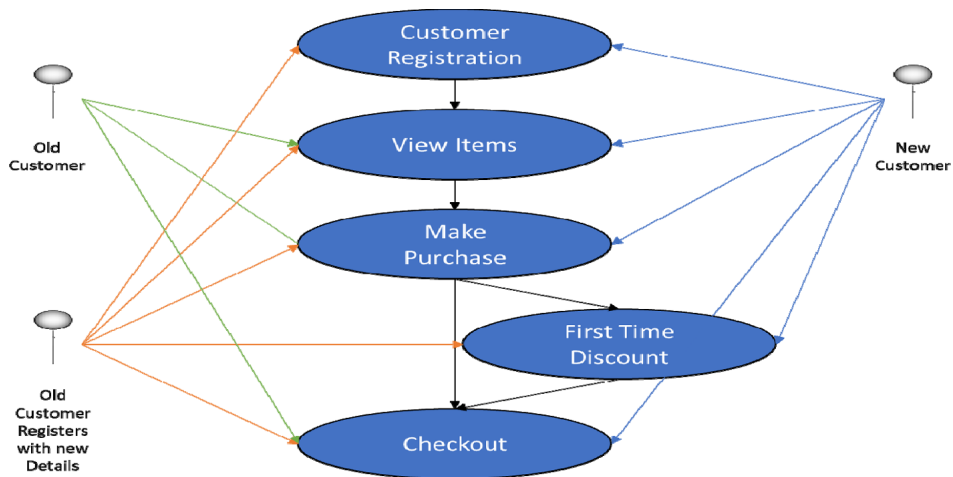 Customer
Registration
Old
Customer
View Items
New
Customer
Make
Purchase
First Time
Discount
Old
Customer
Registers
with new
Details
Checkout